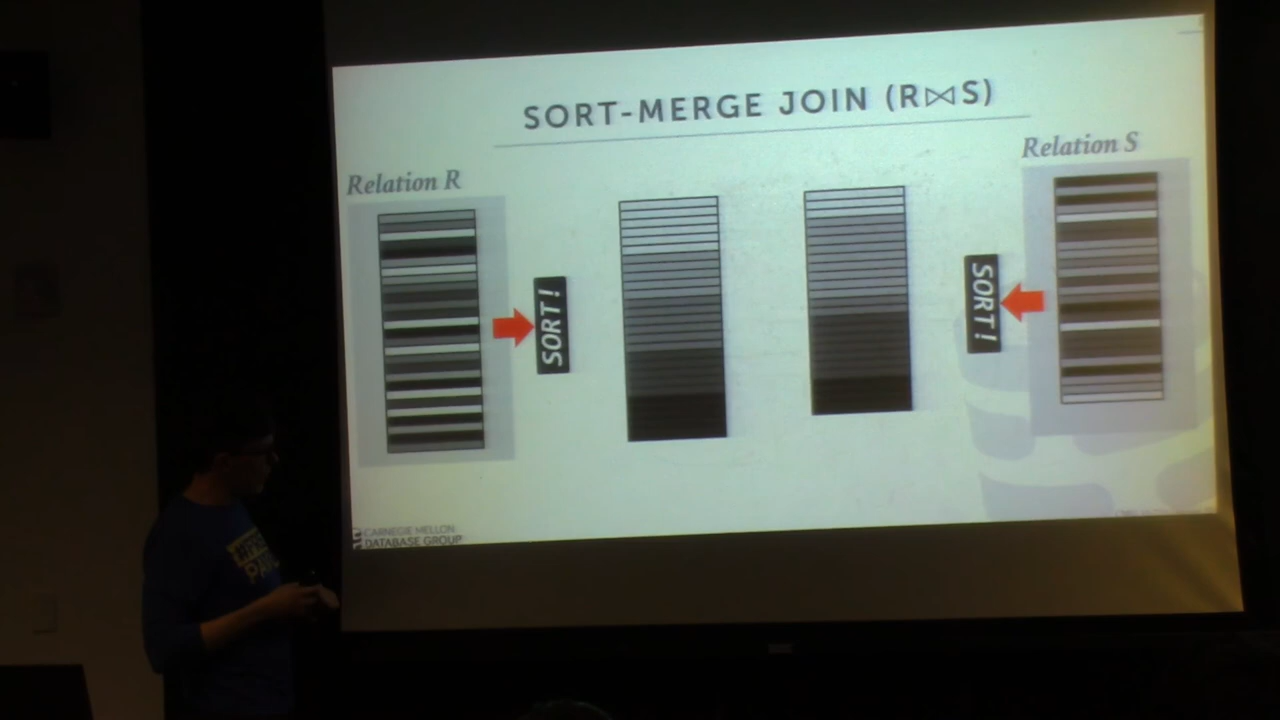 SORT-MERGE JOIN (R⨝S)
Relation R
Relation S
SORT!
SORT!
CARNEGIE MELLON
DATABASE GROUP